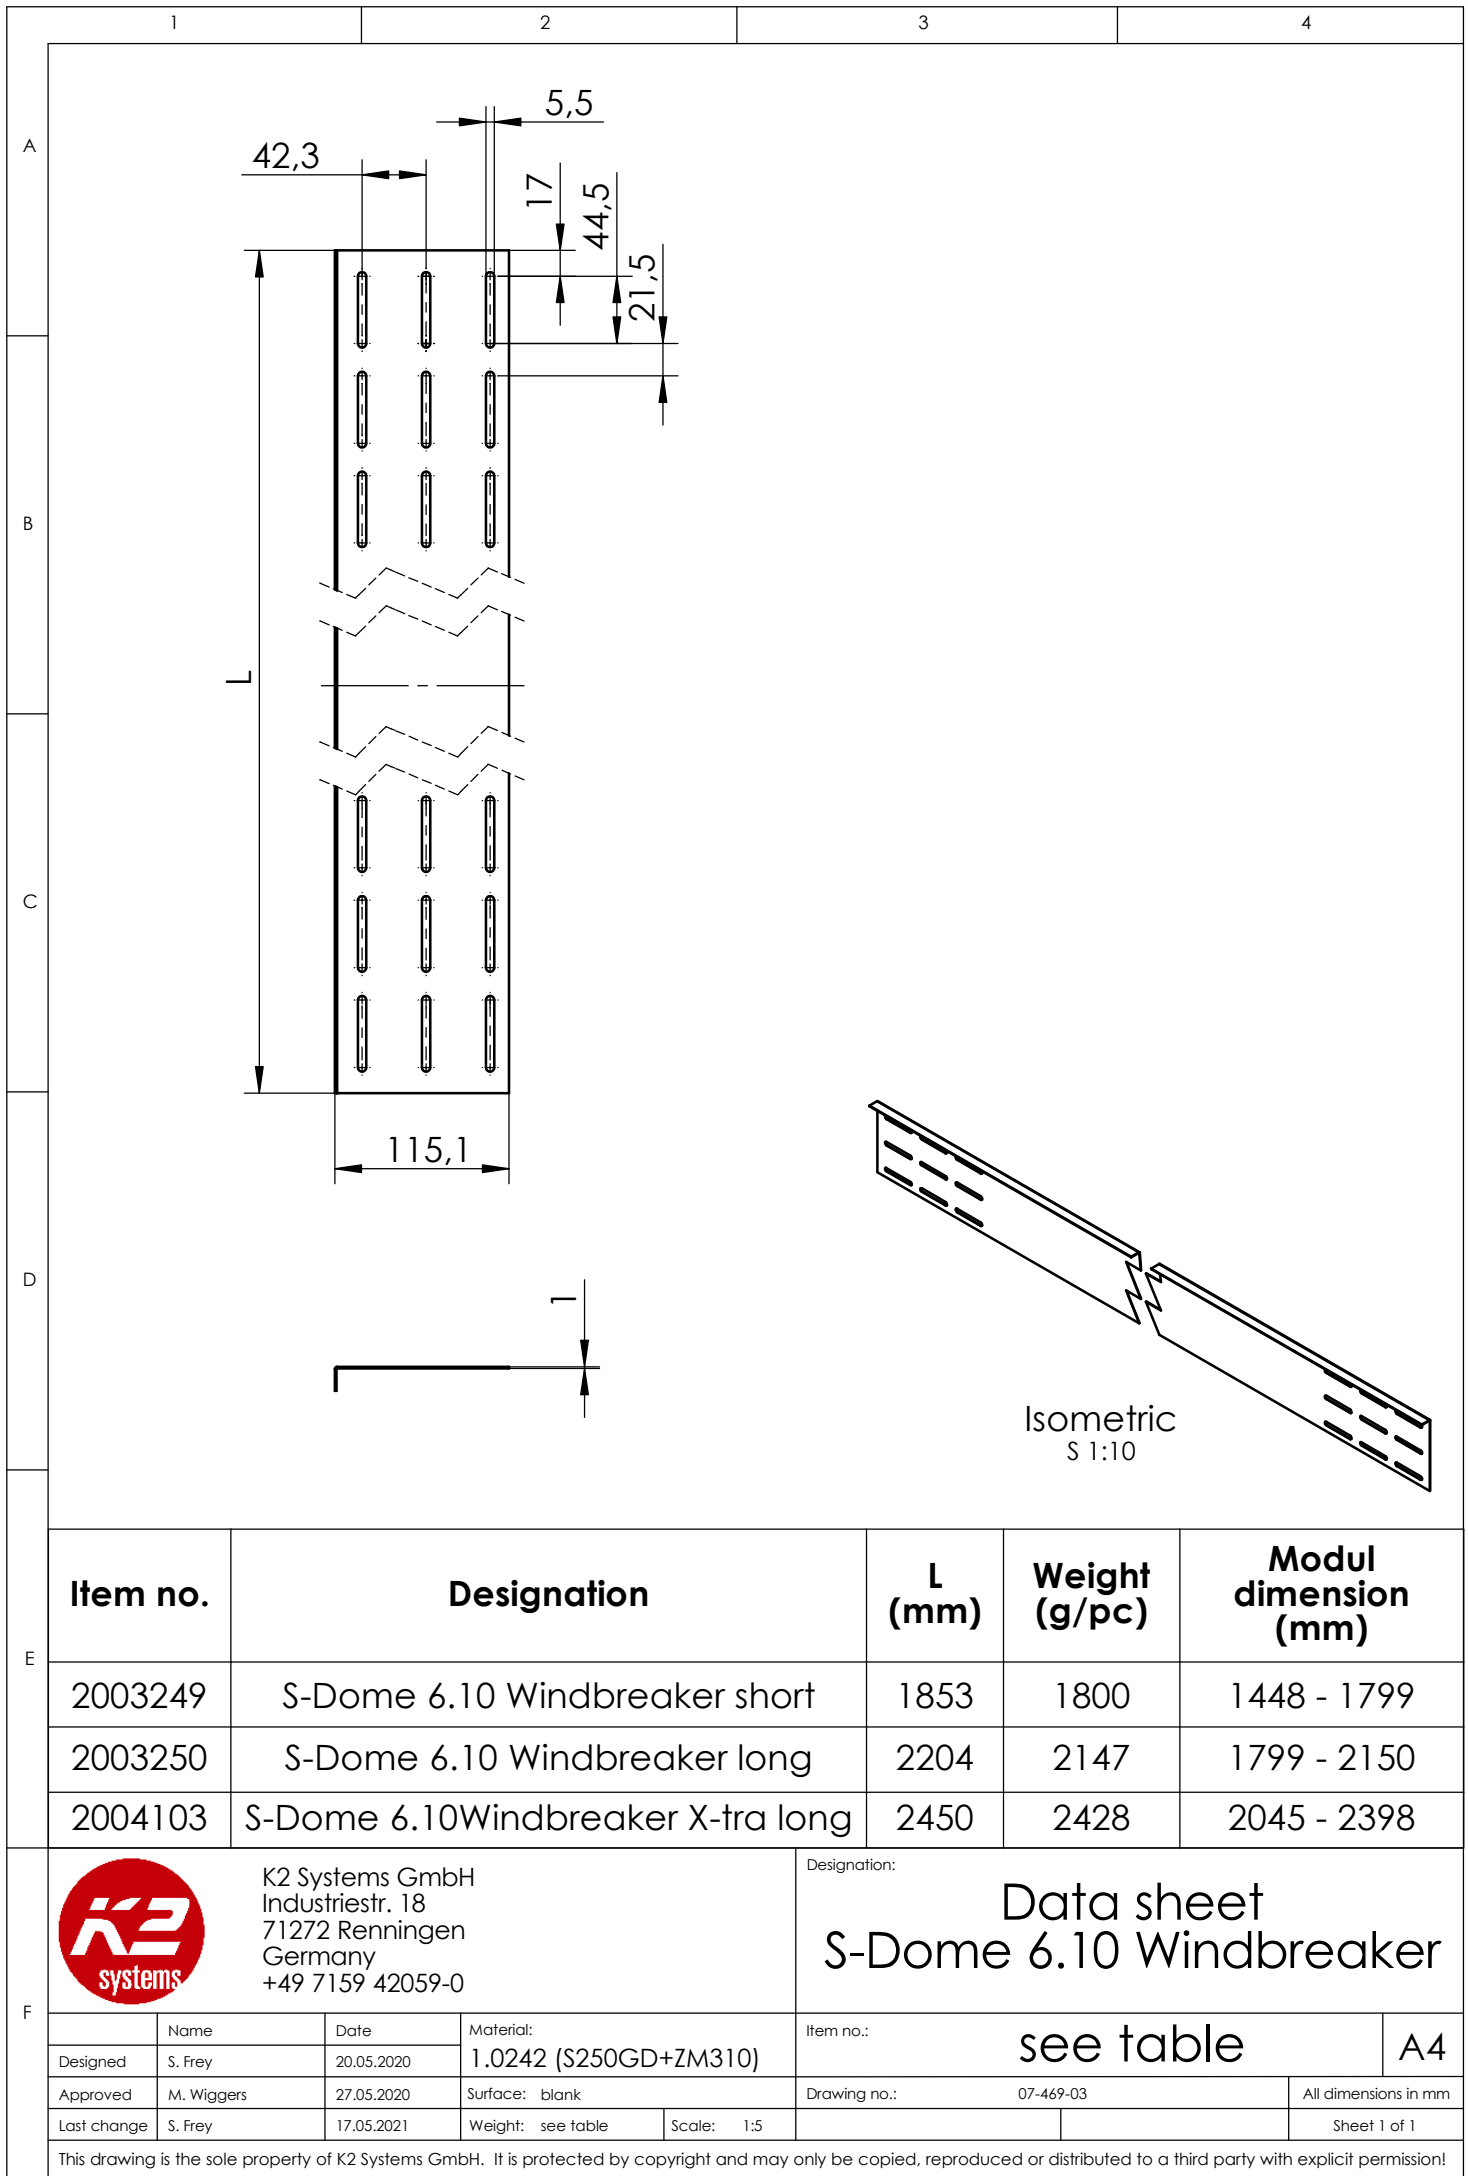 1 2 3 4
A
B
C
D
E
F
5,5
42,3
17
44,5
21,5
L
115,1
1
Isometric
S 1:10
Item no. Designation L (mm) Weight (g/pc) Modul dimension (mm)
2003249 S-Dome 6.10 Windbreaker short 1853 1800 1448 - 1799
2003250 S-Dome 6.10 Windbreaker long 2204 2147 1799 - 2150
2004103 S-Dome 6.10Windbreaker X-tra long 2450 2428 2045 - 2398
K2
systems
K2 Systems GmbH
Industriestr. 18
71272 Renningen
Germany
+49 7159 42059-0
Designation:
Data sheet
S-Dome 6.10 Windbreaker
Name Date
Designed S. Frey 20.05.2020
Approved M. Wiggers 27.05.2020
Last change S. Frey 17.05.2021
Material:
1.0242 (S250GD+ZM310)
Surface: blank
Weight: see table Scale: 1:5
Item no.: see table A4
Drawing no.: 07-469-03 All dimensions in mm
Sheet 1 of 1
This drawing is the sole property of K2 Systems GmbH. It is protected by copyright and may only be copied, reproduced or distributed to a third party with explicit permission!